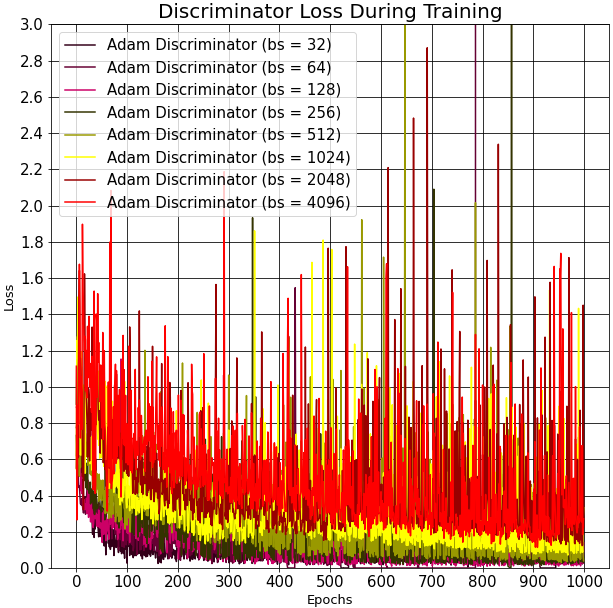 Discriminator Loss During Training
3.0
2.8
2.6
2.4
2.2
2.0
1.8
1.6
1.4
1.2
1.0
0.8
0.6
0.4
0.2
0.0
Loss
Adam Discriminator (bs = 32)
Adam Discriminator (bs = 64)
Adam Discriminator (bs = 128)
Adam Discriminator (bs = 256)
Adam Discriminator (bs = 512)
Adam Discriminator (bs = 1024)
Adam Discriminator (bs = 2048)
Adam Discriminator (bs = 4096)
0 100 200 300 400 500 600 700 800 900 1000
Epochs